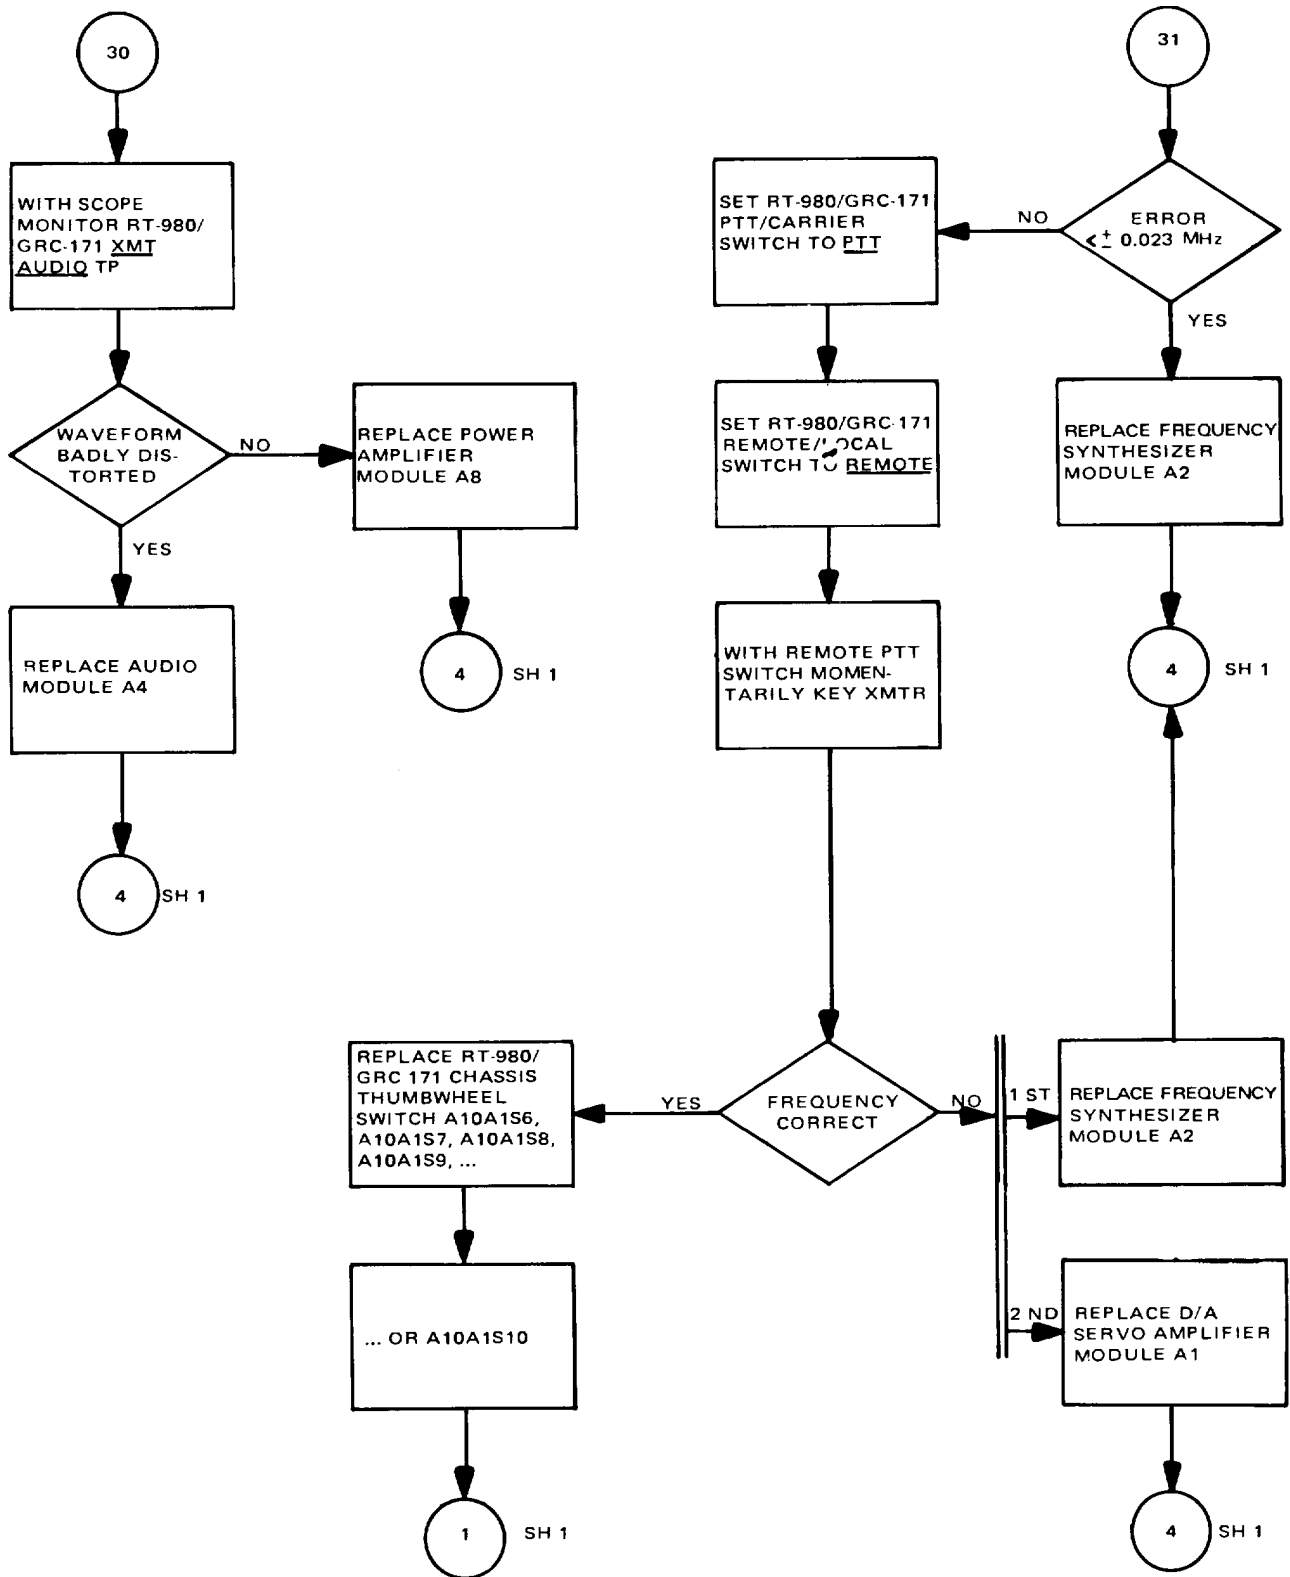 30
WITH SCOPE
MONITOR RT-980/
GRC-171 XMT
AUDIO TP
WAVEFORM
BADLY DIS-
TORTED
NO
REPLACE POWER
AMPLIFIER
MODULE A8
4
SH 1
YES
REPLACE AUDIO
MODULE A4
4
SH 1
31
ERROR
<± 0.023 MHz
NO
SET RT-980/GRC-171
PTT/CARRIER
SWITCH TO PTT
YES
REPLACE FREQUENCY
SYNTHESIZER
MODULE A2
4
SH 1
SET RT-980/GRC-171
REMOTE/LOCAL
SWITCH TO REMOTE
WITH REMOTE PTT
SWITCH MOMEN-
TARILY KEY XMTR
FREQUENCY
CORRECT
YES
REPLACE RT-980/
GRC 171 CHASSIS
THUMBWHEEL
SWITCH A10A1S6,
A10A1S7, A10A1S8,
A10A1S9, ...
... OR A10A1S10
1
SH 1
NO
1 ST
REPLACE FREQUENCY
SYNTHESIZER
MODULE A2
2 ND
REPLACE D/A
SERVO AMPLIFIER
MODULE A1
4
SH 1